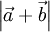 |a⃗ + b⃗|